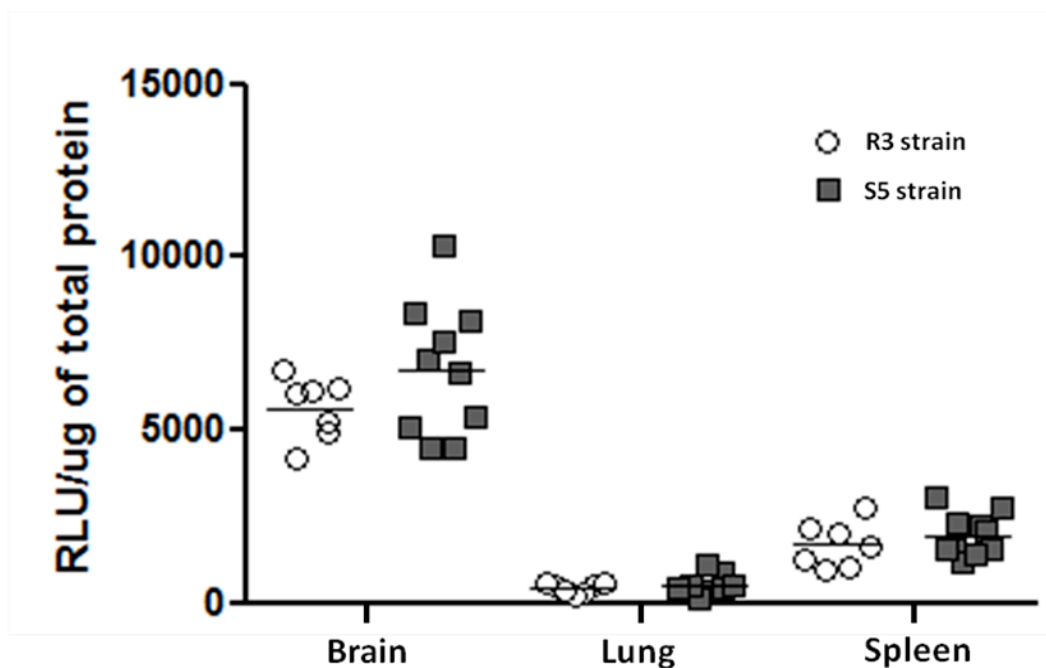 RLU/ug of total protein
15000
10000
5000
0
R3 strain
S5 strain
Brain
Lung
Spleen